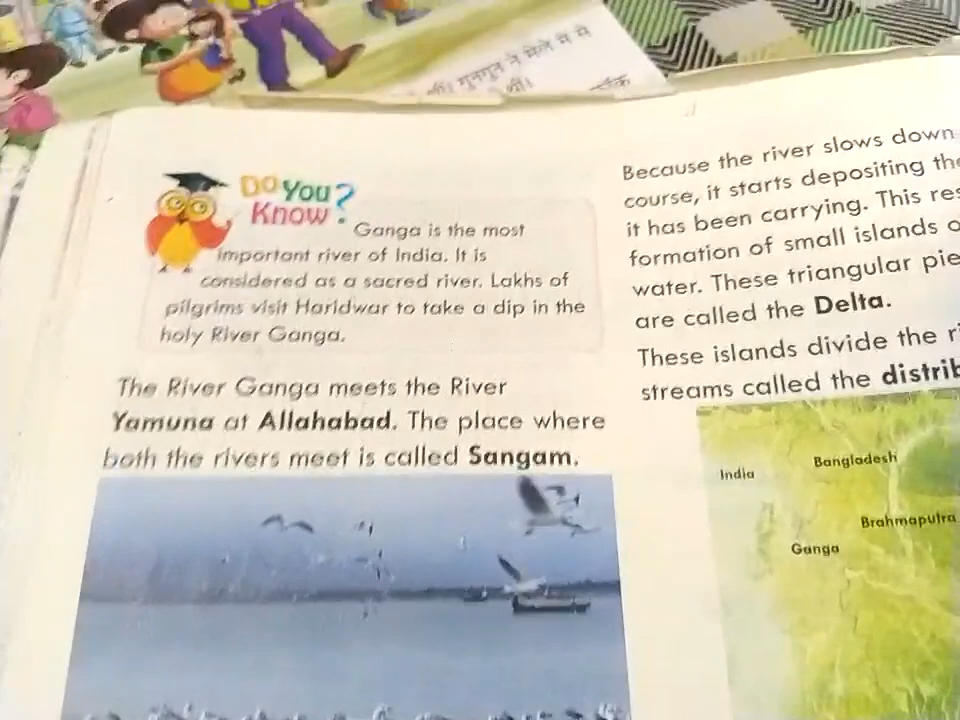 गुनगुन ने मेले में मे
थीं।
Do You
Know?
Ganga is the most
important river of India. It is
considered as a sacred river. Lakhs of
pilgrims visit Haridwar to take a dip in the
holy River Ganga.
The River Ganga meets the River
Yamuna at Allahabad. The place where
both the rivers meet is called Sangam.
Because the river slows down
course, it starts depositing the
it has been carrying. This res
formation of small islands o
water. These triangular pie
are called the Delta.
These islands divide the ri
streams called the distrib
India
Bangladesh
Brahmaputra
Ganga